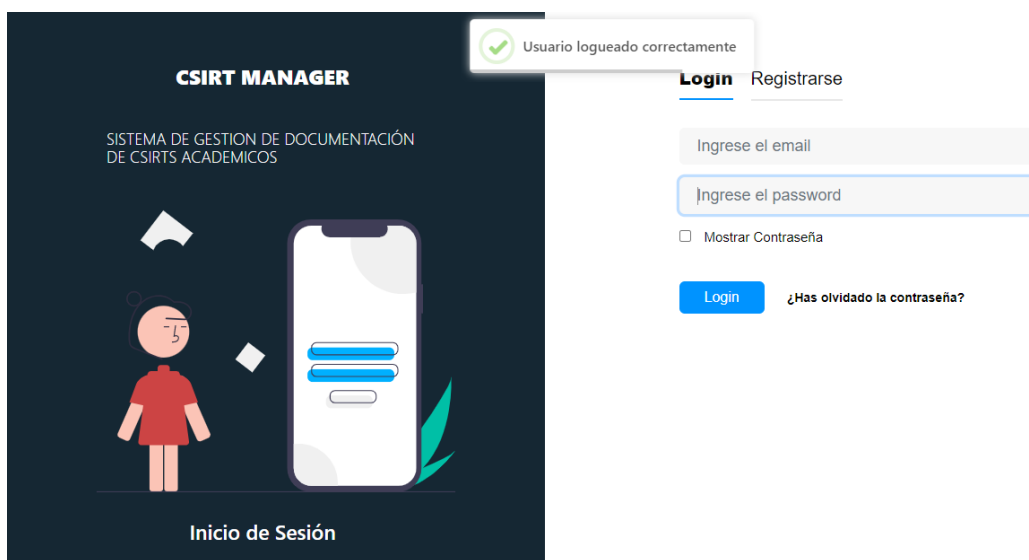 Usuario logueado correctamente
CSIRT MANAGER
SISTEMA DE GESTION DE DOCUMENTACIÓN
DE CSIRTS ACADEMICOS
Inicio de Sesión
Login Registrarse
Ingrese el email
Ingrese el password
Mostrar Contraseña
Login ¿Has olvidado la contraseña?